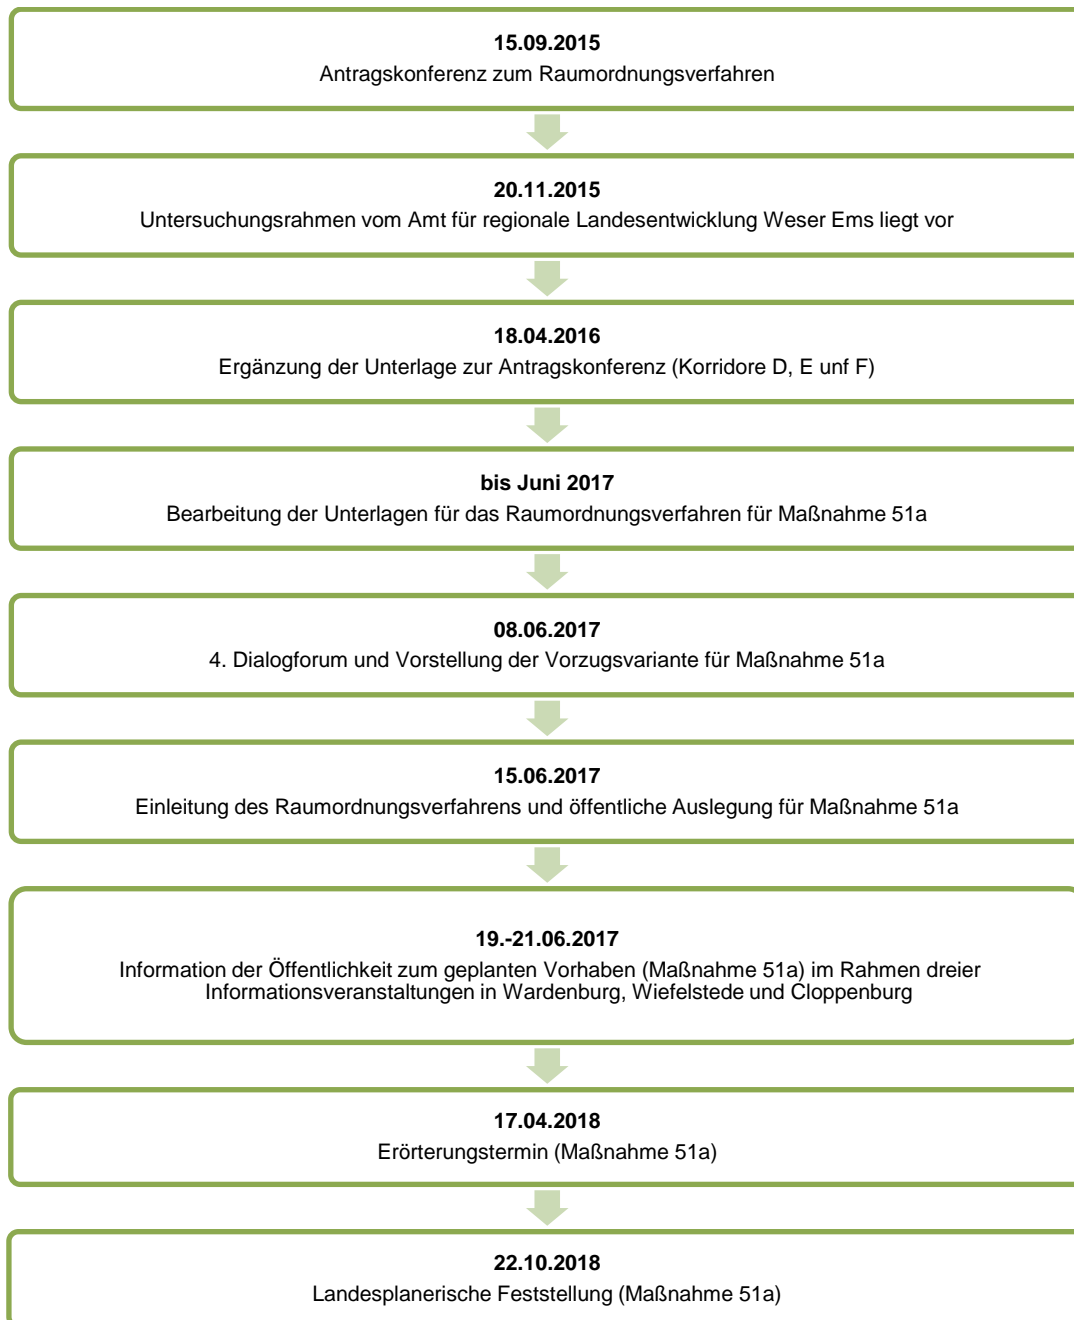 15.09.2015
Antragskonferenz zum Raumordnungsverfahren
20.11.2015
Untersuchungsrahmen vom Amt für regionale Landesentwicklung Weser Ems liegt vor
18.04.2016
Ergänzung der Unterlage zur Antragskonferenz (Korridore D, E unf F)
bis Juni 2017
Bearbeitung der Unterlagen für das Raumordnungsverfahren für Maßnahme 51a
08.06.2017
4. Dialogforum und Vorstellung der Vorzugsvariante für Maßnahme 51a
15.06.2017
Einleitung des Raumordnungsverfahrens und öffentliche Auslegung für Maßnahme 51a
19.-21.06.2017
Information der Öffentlichkeit zum geplanten Vorhaben (Maßnahme 51a) im Rahmen dreier
Informationsveranstaltungen in Wardenburg, Wiefelstede und Cloppenburg
17.04.2018
Erörterungstermin (Maßnahme 51a)
22.10.2018
Landesplanerische Feststellung (Maßnahme 51a)